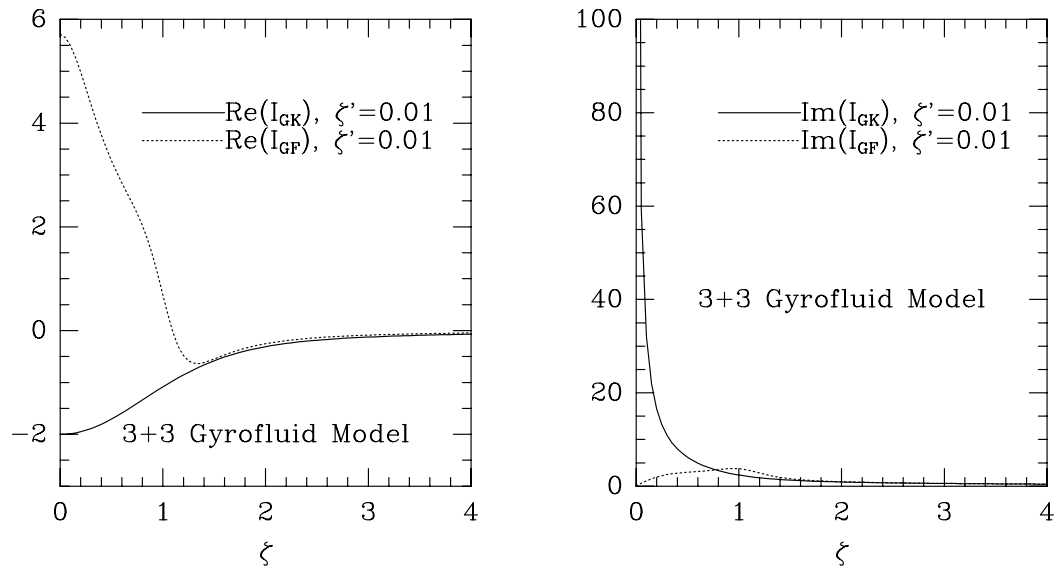 6
4
2
0
−2
Re(I_GK), ζ'=0.01
Re(I_GF), ζ'=0.01
3+3 Gyrofluid Model
0 1 2 3 4
ζ
100
80
60
40
20
0
Im(I_GK), ζ'=0.01
Im(I_GF), ζ'=0.01
3+3 Gyrofluid Model
0 1 2 3 4
ζ